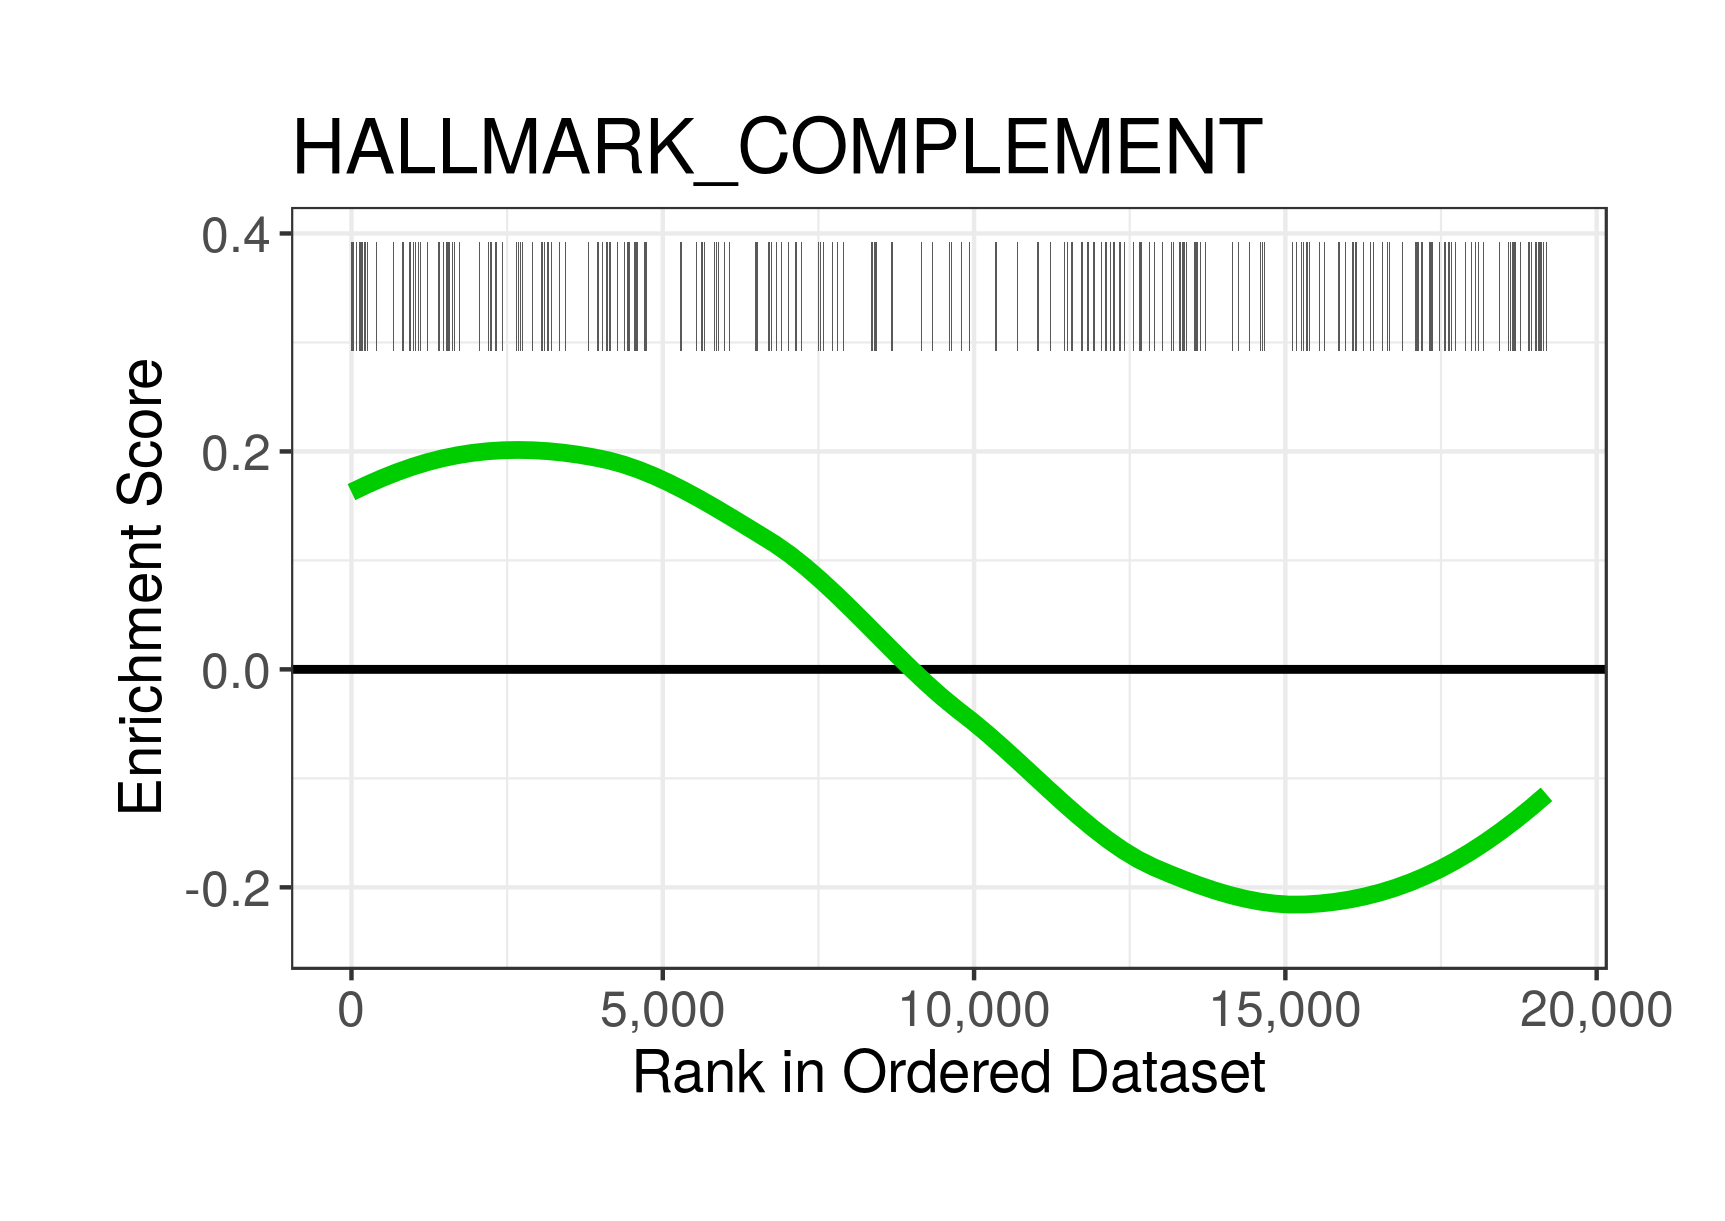 HALLMARK_COMPLEMENT
0.4
0.2
0.0
-0.2
Enrichment Score
0 5,000 10,000 15,000 20,000
Rank in Ordered Dataset